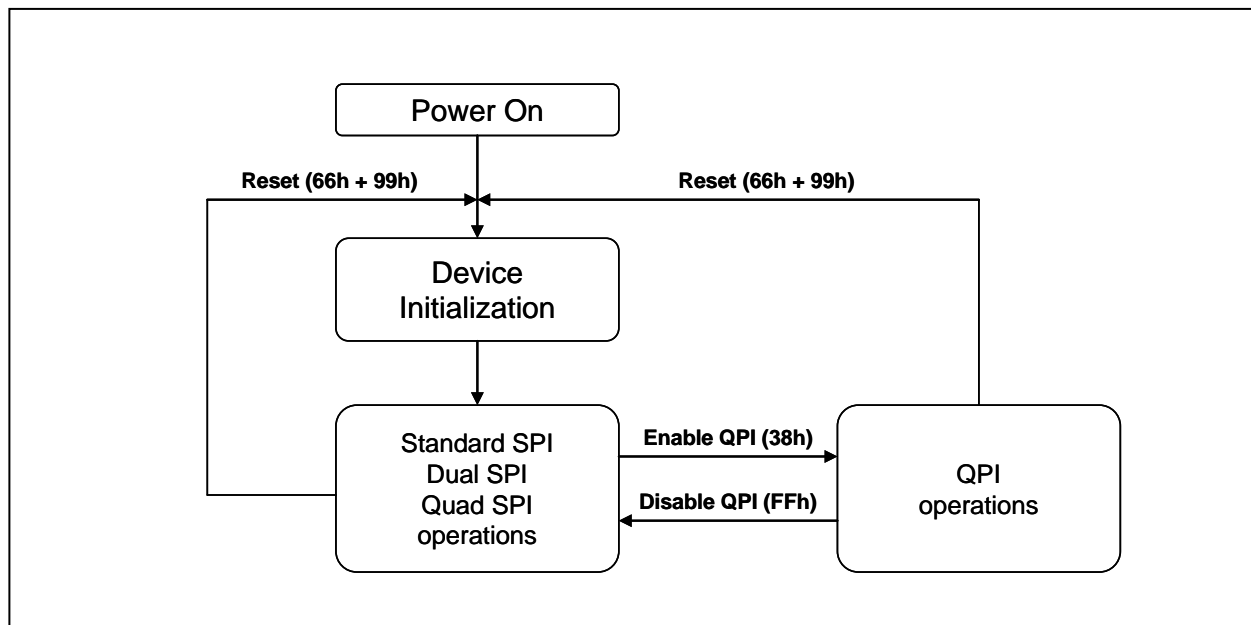 Power On
Reset (66h + 99h)
Reset (66h + 99h)
Device
Initialization
Standard SPI
Dual SPI
Quad SPI
operations
Enable QPI (38h)
Disable QPI (FFh)
QPI
operations